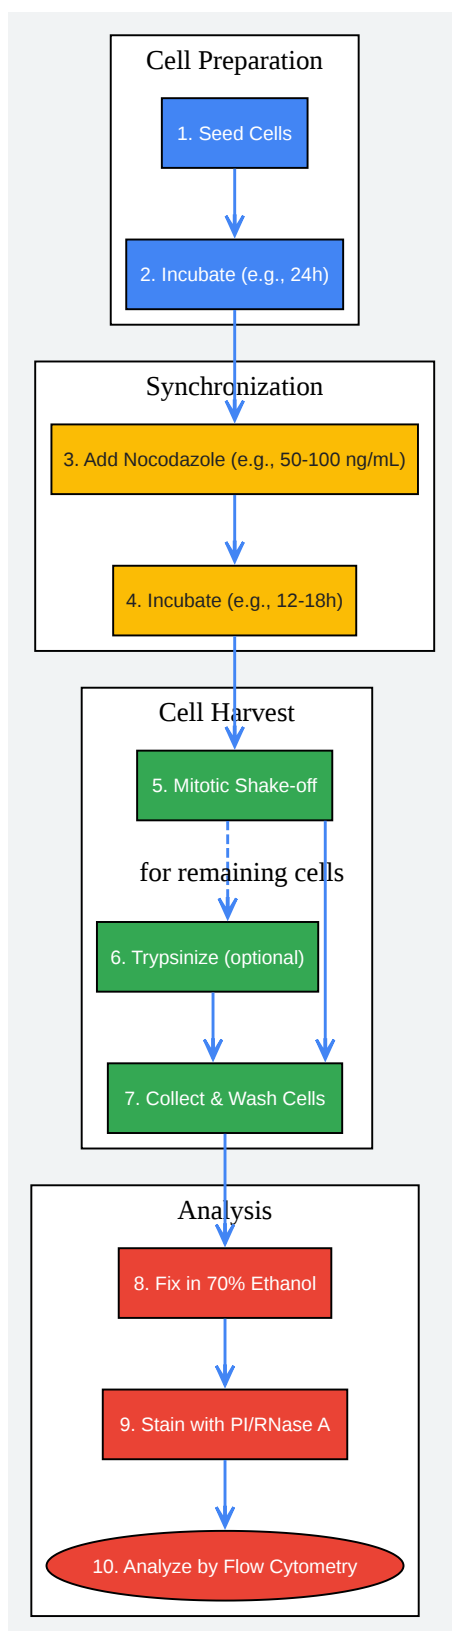 Cell Preparation
1. Seed Cells
2. Incubate (e.g., 24h)
Synchronization
3. Add Nocodazole (e.g., 50-100 ng/mL)
4. Incubate (e.g., 12-18h)
Cell Harvest
5. Mitotic Shake-off
for remaining cells
6. Trypsinize (optional)
7. Collect & Wash Cells
Analysis
8. Fix in 70% Ethanol
9. Stain with PI/RNase A
10. Analyze by Flow Cytometry